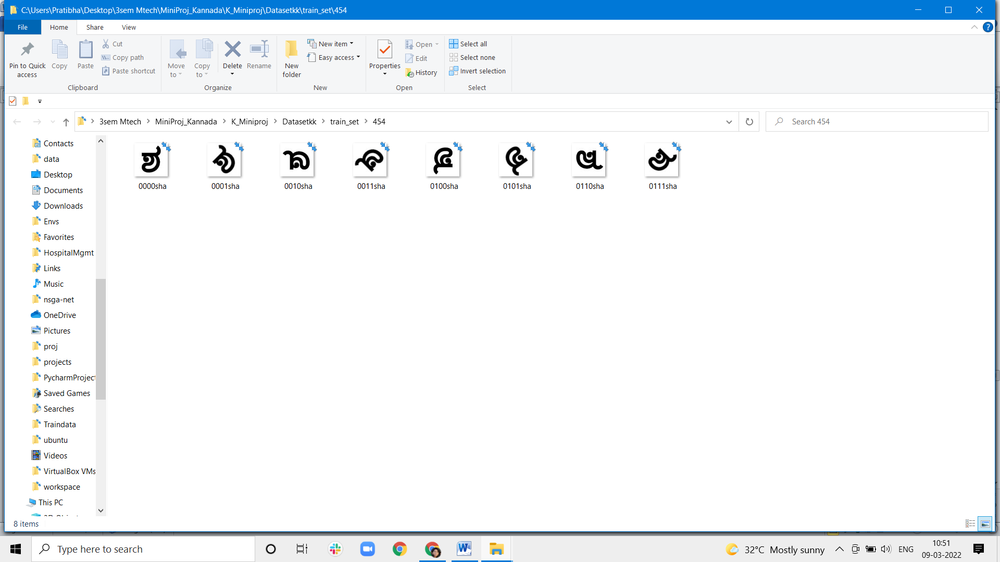 C:\Users\Pratibha\Desktop\3sem Mtech\MiniProj_Kannada\K_Miniproj\Datasetkk\train_set\454
File Home Share View
Pin to Quick access
Copy
Paste
Cut
Copy path
Paste shortcut
Clipboard
Move to
Copy to
Delete
Rename
Organize
New folder
New item
Easy access
New
Properties
Open
Edit
History
Open
Select all
Select none
Invert selection
Select
3sem Mtech MiniProj_Kannada K_Miniproj Datasetkk train_set 454
Search 454
Contacts
data
Desktop
Documents
Downloads
Envs
Favorites
HospitalMgmt
Links
Music
nsga-net
OneDrive
Pictures
proj
projects
PycharmProject
Saved Games
Searches
Traindata
ubuntu
Videos
VirtualBox VMs
workspace
This PC
ಶ
0000sha 0001sha 0010sha 0011sha 0100sha 0101sha 0110sha 0111sha
8 items
Type here to search
32°C Mostly sunny
ENG
10:51
09-03-2022